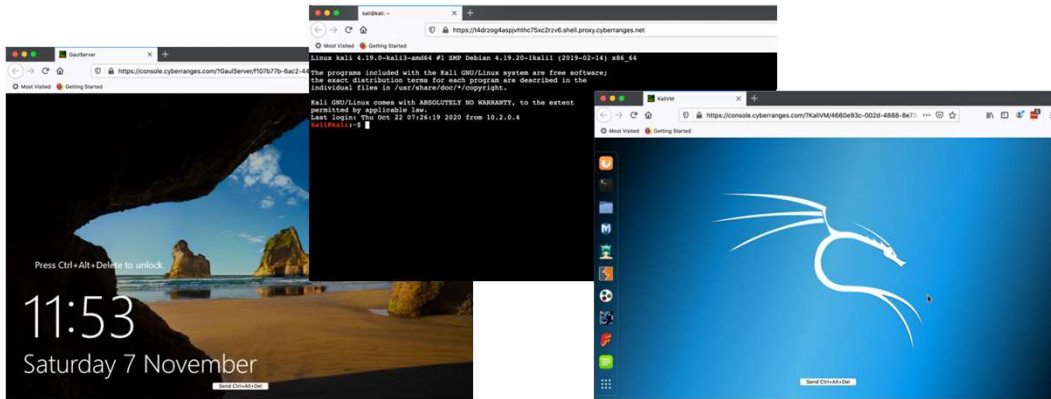 GaulServer
https://console.cyberranges.com/?GaulServer/f107b77b-6ac2-44
Most Visited Getting Started
Press Ctrl+Alt+Delete to unlock.
11:53
Saturday 7 November
Send Ctrl+Alt+Del
kali@kali: ~
https://t4drzog4aspjvhthc75xc2rzv6.shell.proxy.cyberranges.net
Most Visited Getting Started
Linux kali 4.19.0-kali3-amd64 #1 SMP Debian 4.19.20-1kali1 (2019-02-14) x86_64
The programs included with the Kali GNU/Linux system are free software;
the exact distribution terms for each program are described in the
individual files in /usr/share/doc/*/copyright.
Kali GNU/Linux comes with ABSOLUTELY NO WARRANTY, to the extent
permitted by applicable law.
Last login: Thu Oct 22 07:26:19 2020 from 10.2.0.4
kali@kali:~$
KaliVM
https://console.cyberranges.com/?KaliVM/4660e93c-002d-4888-8e73
Most Visited Getting Started
Send Ctrl+Alt+Del